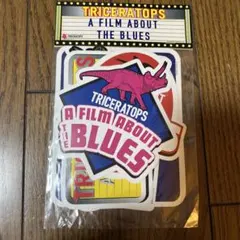 TRICERATOPS
A FILM ABOUT
THE BLUES
TRICERATOPS
A FILM ABOUT
THE
BLUES